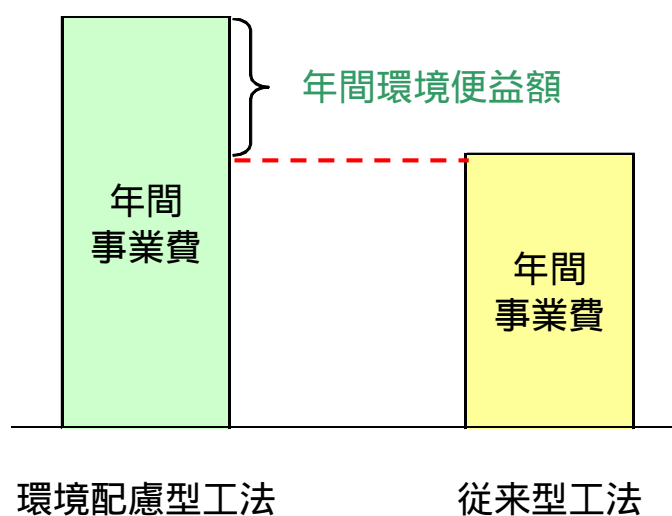 年間環境便益額
年間
事業費
年間
事業費
環境配慮型工法
従来型工法